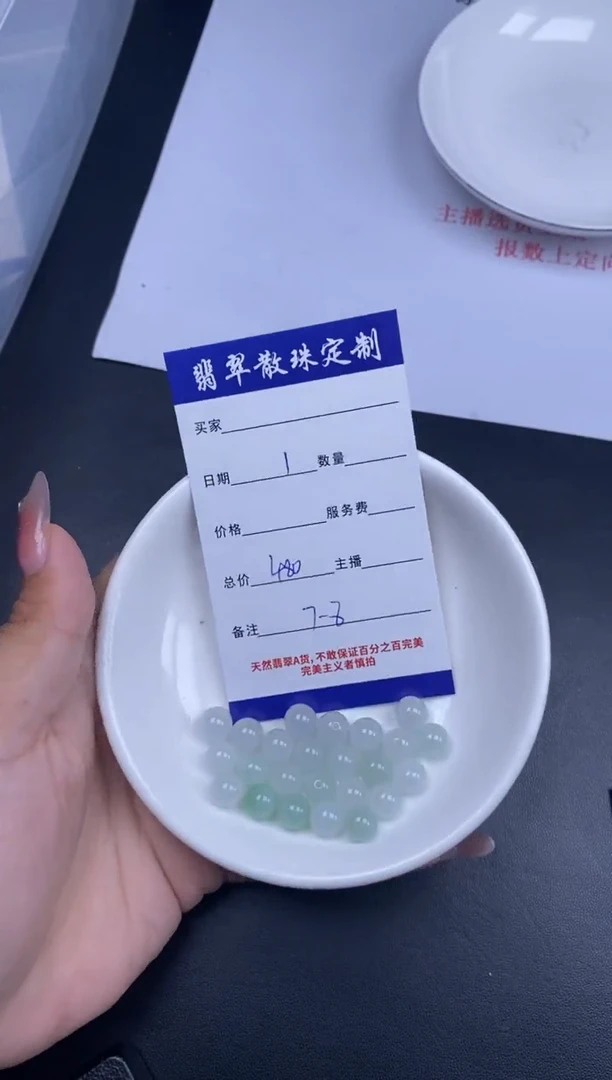 主播选
报数上定向
翡翠散珠定制
买家
日期 1 数量
价格 服务费
总价 480 主播
备注 7-8
天然翡翠A货，不敢保证百分之百完美
完美主义者慎拍